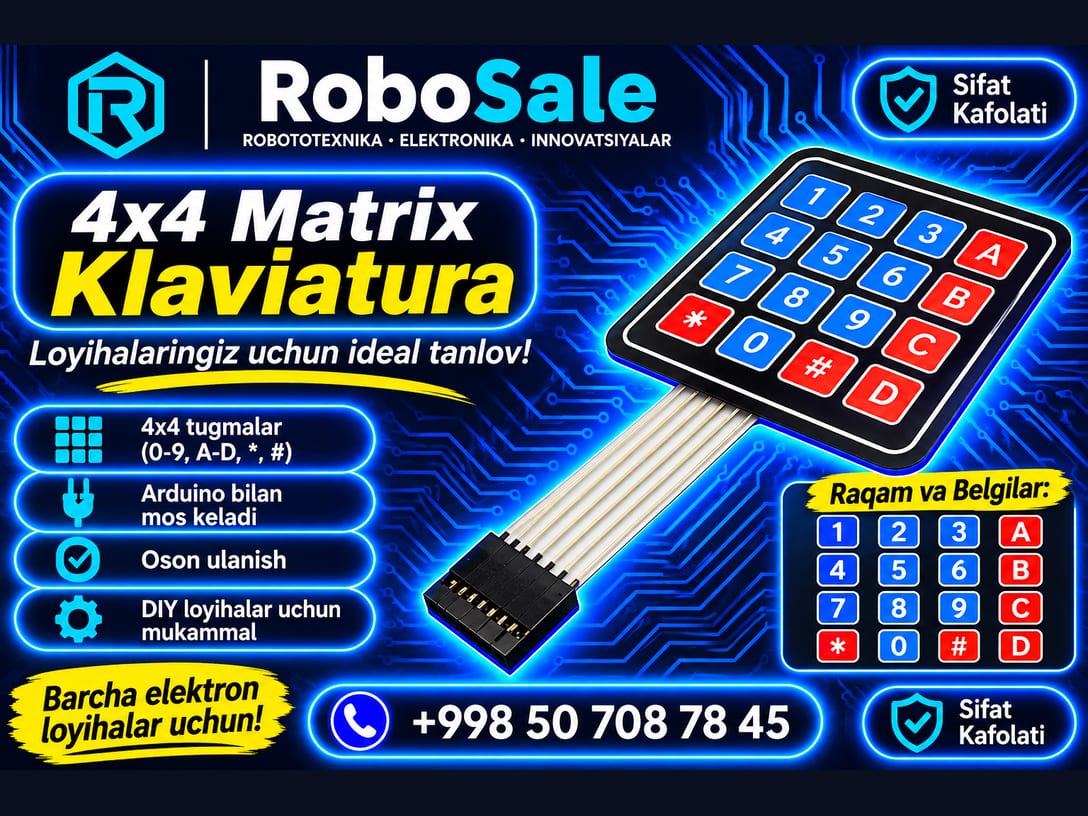 R
RoboSale
ROBOTOTEXNIKA • ELEKTRONIKA • INNOVATSIYALAR
Sifat
Kafolati
4x4 Matrix
Klaviatura
Loyihalaringiz uchun ideal tanlov!
1 2 3 A
4 5 6 B
7 8 9 C
* 0 # D
4x4 tugmalar
(0-9, A-D, *, #)
Arduino bilan
mos keladi
Oson ulanish
DIY loyihalar uchun
mukammal
Raqam va Belgilar:
1 2 3 A
4 5 6 B
7 8 9 C
* 0 # D
Barcha elektron
loyihalar uchun!
+998 50 708 78 45
Sifat
Kafolati